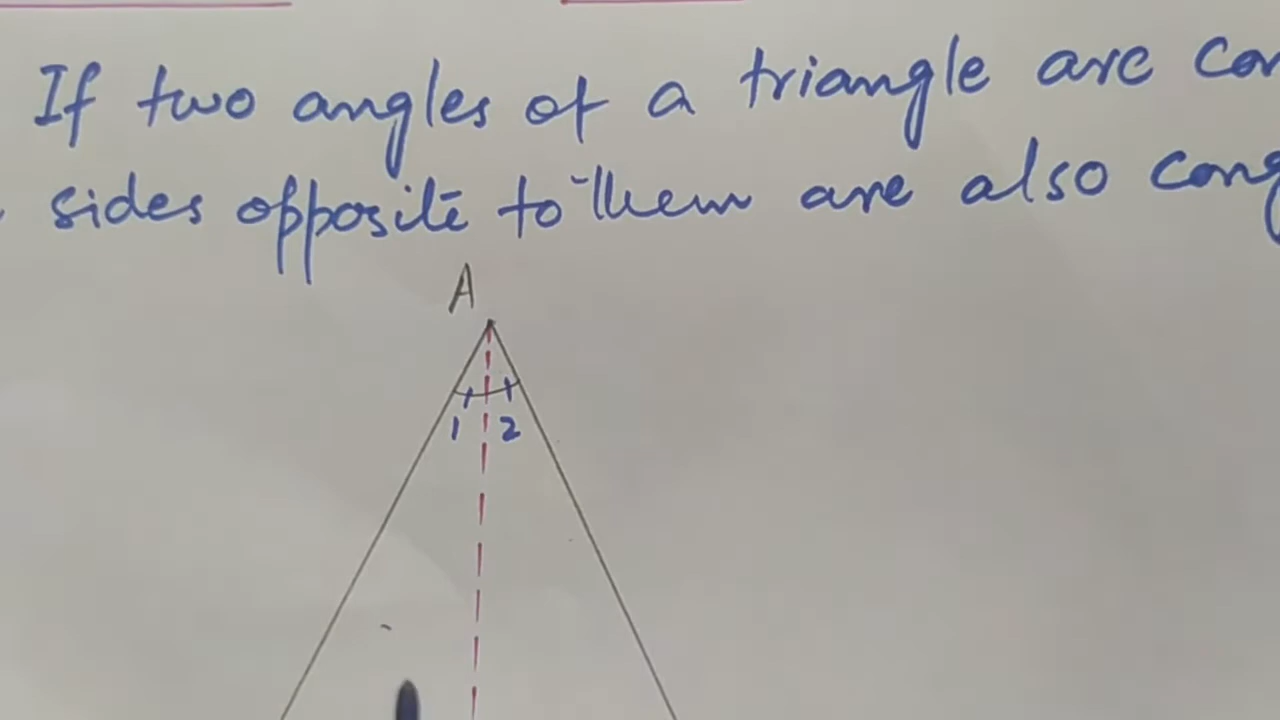 If two angles of a triangle are
sides opposite to them are also
A
1 2